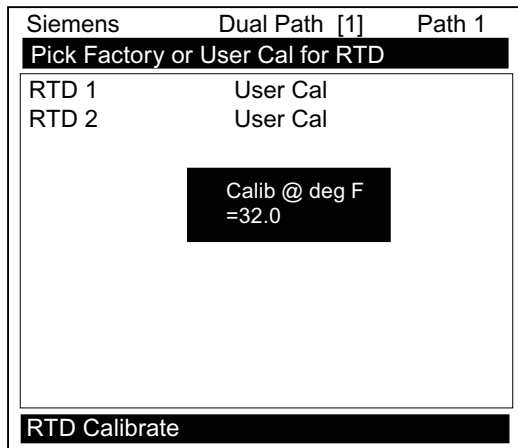 Siemens Dual Path [1] Path 1
Pick Factory or User Cal for RTD
RTD 1 User Cal
RTD 2 User Cal
Calib @ deg F
=32.0
RTD Calibrate